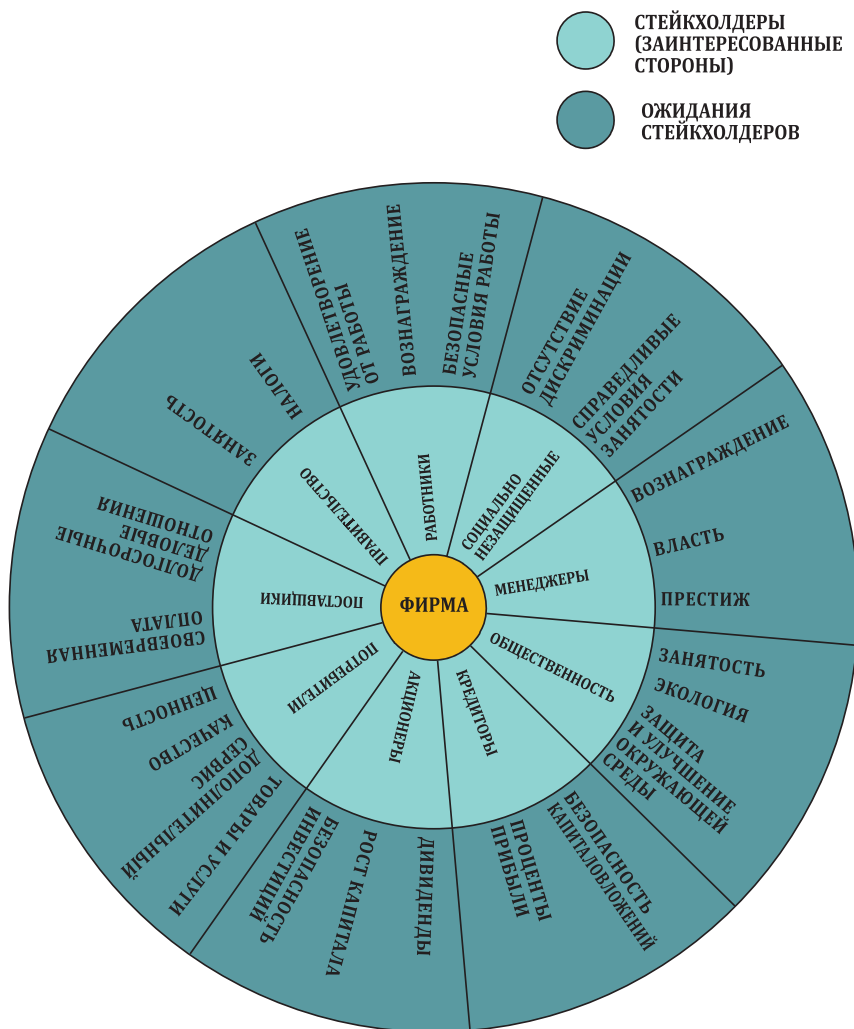 СТЕЙКХОЛДЕРЫ
(ЗАИНТЕРЕСОВАННЫЕ
СТОРОНЫ)
ОЖИДАНИЯ
СТЕЙКХОЛДЕРОВ
ФИРМА
РАБОТНИКИ
УДОВЛЕТВОРЕНИЕ
ОТ РАБОТЫ
ВОЗНАГРАЖДЕНИЕ
БЕЗОПАСНЫЕ
УСЛОВИЯ РАБОТЫ
СОЦИАЛЬНО
НЕЗАЩИЩЕННЫЕ
ОТСУТСТВИЕ
ДИСКРИМИНАЦИИ
СПРАВЕДЛИВЫЕ
УСЛОВИЯ
ЗАНЯТОСТИ
МЕНЕДЖЕРЫ
ВОЗНАГРАЖДЕНИЕ
ВЛАСТЬ
ПРЕСТИЖ
ОБЩЕСТВЕННОСТЬ
ЗАНЯТОСТЬ
ЭКОЛОГИЯ
ЗАЩИТА
И УЛУЧШЕНИЕ
ОКРУЖАЮЩЕЙ
СРЕДЫ
КРЕДИТОРЫ
БЕЗОПАСНОСТЬ
КАПИТАЛОВЛОЖЕНИЙ
ПРОЦЕНТЫ
ПРИБЫЛИ
АКЦИОНЕРЫ
ДИВИДЕНДЫ
РОСТ КАПИТАЛА
БЕЗОПАСНОСТЬ
ИНВЕСТИЦИЙ
ПОТРЕБИТЕЛИ
ТОВАРЫ И УСЛУГИ
ДОПОЛНИТЕЛЬНЫЙ
СЕРВИС
КАЧЕСТВО
ЦЕННОСТЬ
ПОСТАВЩИКИ
СВОЕВРЕМЕННАЯ
ОПЛАТА
ДОЛГОСРОЧНЫЕ
ДЕЛОВЫЕ
ОТНОШЕНИЯ
ПРАВИТЕЛЬСТВО
ЗАНЯТОСТЬ
НАЛОГИ